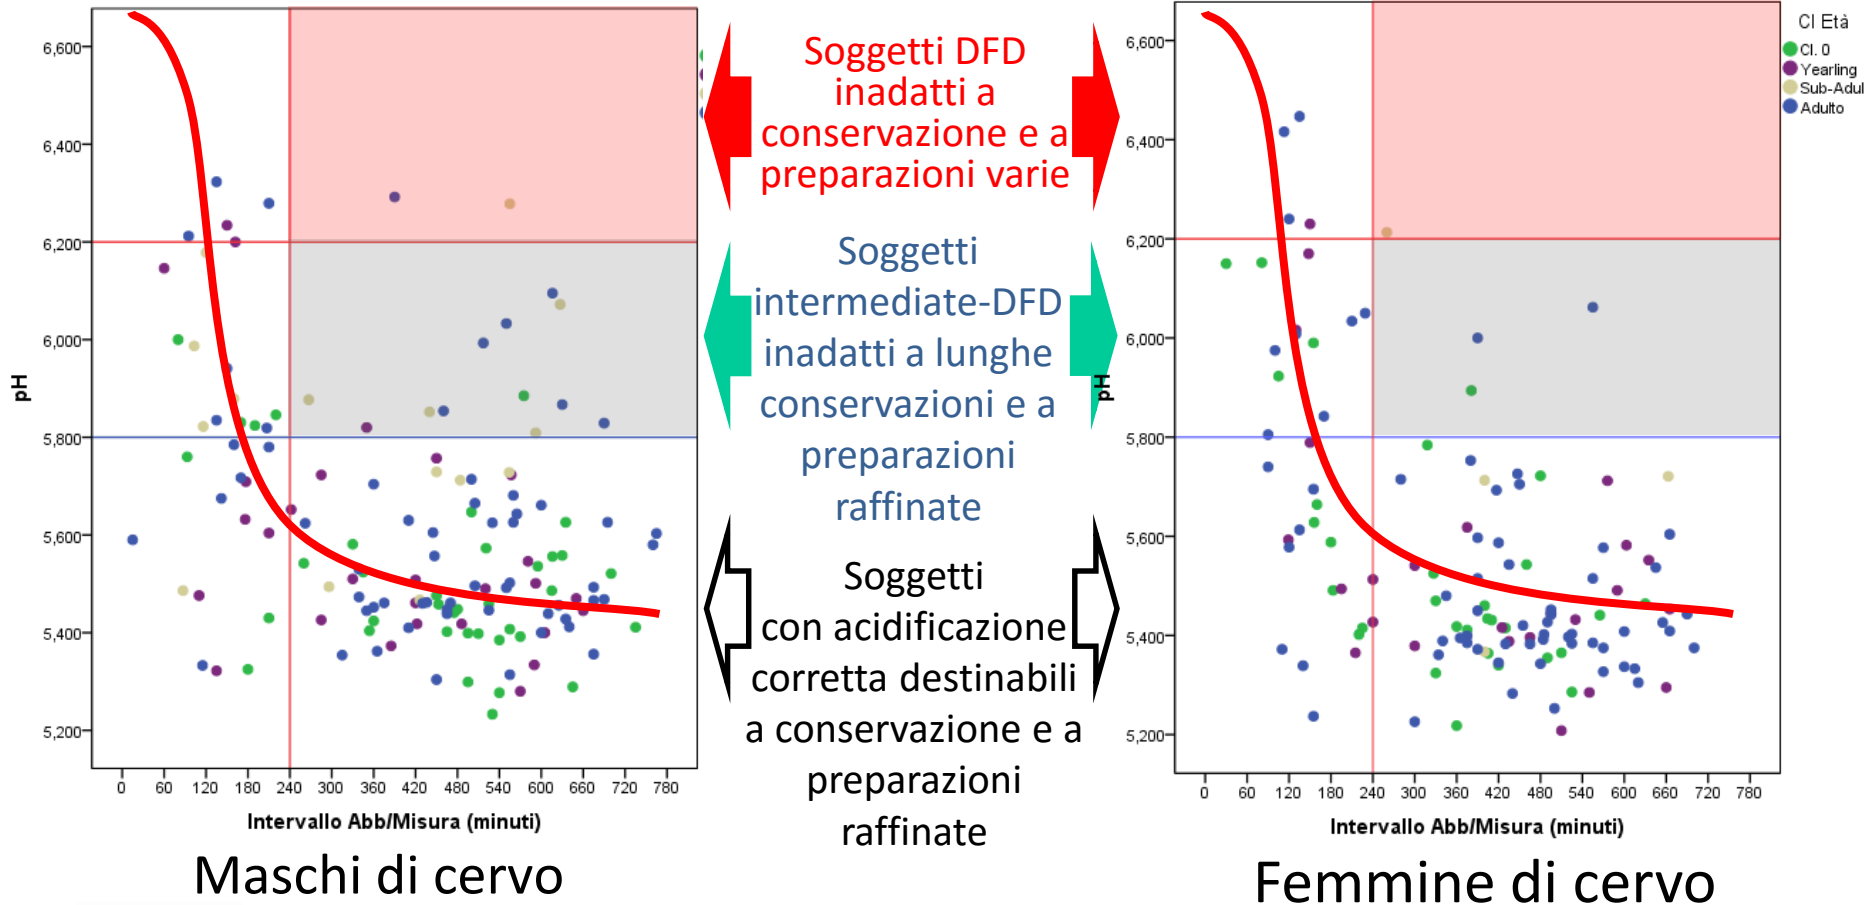 6,600
6,400
6,200
6,000
5,800
5,600
5,400
5,200
pH
0 60 120 180 240 300 360 420 480 540 600 660 720 780
Intervallo Abb/Misura (minuti)
Maschi di cervo
Soggetti DFD
inadatti a
conservazione e a
preparazioni varie
Soggetti
intermediate-DFD
inadatti a lunghe
conservazioni e a
preparazioni
raffinate
Soggetti
con acidificazione
corretta destinabili
a conservazione e a
preparazioni
raffinate
6,600
6,400
6,200
6,000
5,800
5,600
5,400
5,200
pH
0 60 120 180 240 300 360 420 480 540 600 660 720 780
Intervallo Abb/Misura (minuti)
Femmine di cervo
Cl Età
Cl. 0
Yearling
Sub-Adul
Adulto